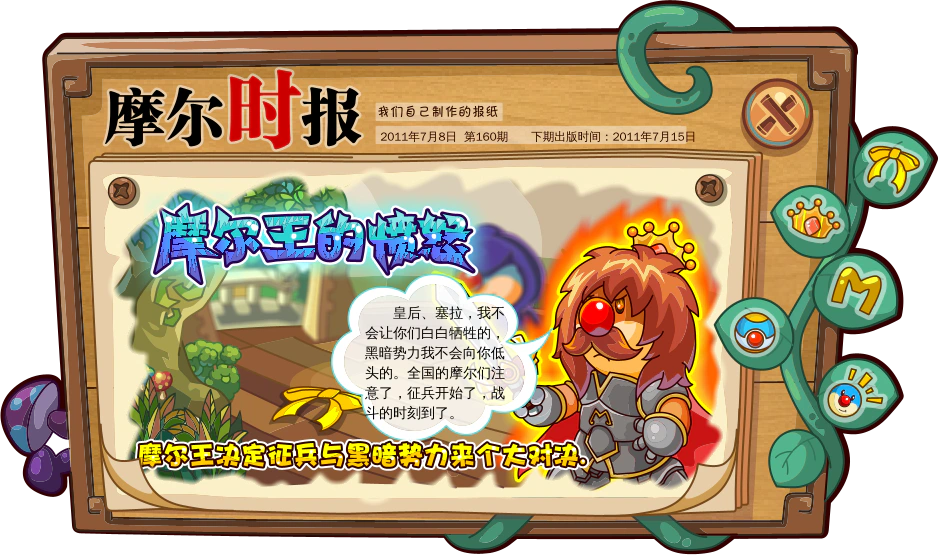 摩尔时报
我们自己制作的报纸
2011年7月8日 第160期 下期出版时间：2011年7月15日
摩尔王的愤怒
皇后、塞拉，我不
会让你们白白牺牲的，
黑暗势力我不会向你低
头的。全国的摩尔们注
意了，征兵开始了，战
斗的时刻到了。
摩尔王决定征兵与黑暗势力来个大对决。
M
M